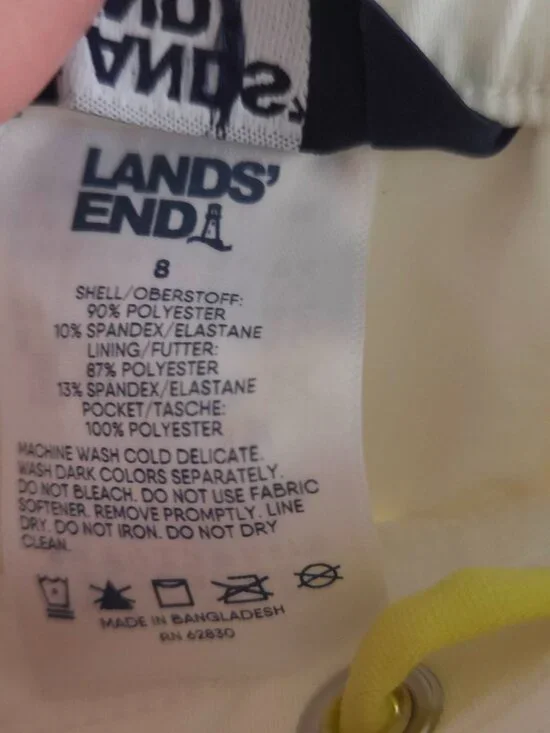 LANDS'
END
8
SHELL/OBERSTOFF:
90% POLYESTER
10% SPANDEX/ELASTANE
LINING/FUTTER:
87% POLYESTER
13% SPANDEX/ELASTANE
POCKET/TASCHE:
100% POLYESTER
MACHINE WASH COLD DELICATE.
WASH DARK COLORS SEPARATELY.
DO NOT BLEACH. DO NOT USE FABRIC
SOFTENER. REMOVE PROMPTLY. LINE
DRY. DO NOT IRON. DO NOT DRY
CLEAN.
MADE IN BANGLADESH
RN 62830